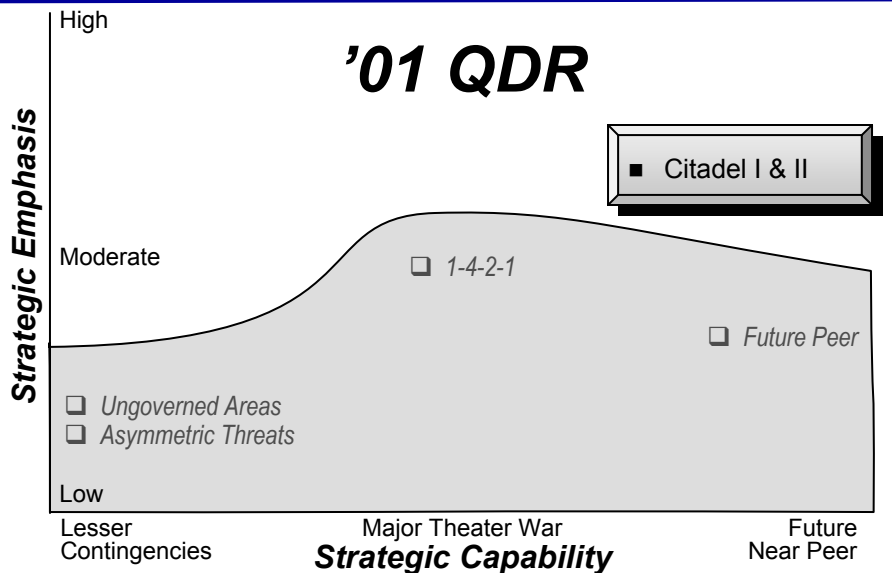 High
’01 QDR
Strategic Emphasis
■ Citadel I & II
Moderate
❑ 1-4-2-1
❑ Future Peer
❑ Ungoverned Areas
❑ Asymmetric Threats
Low
Lesser
Contingencies
Major Theater War
Future
Near Peer
Strategic Capability